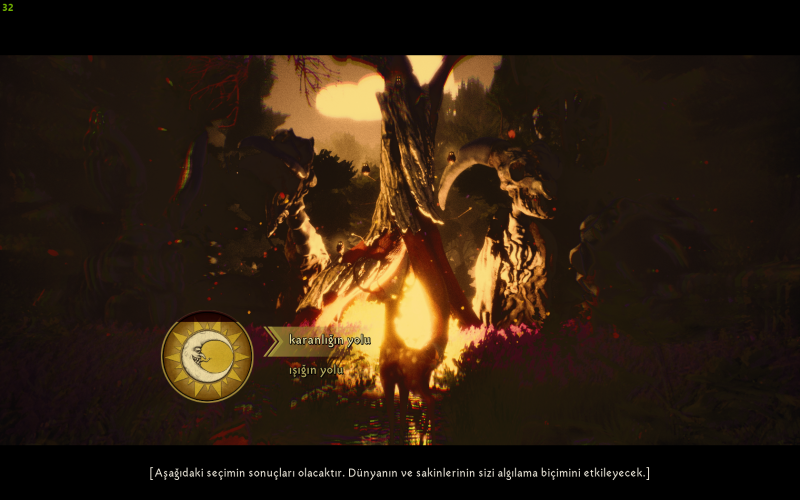 32
karanlığın yolu
ışığın yolu
[Aşağıdaki seçimin sonuçları olacaktır. Dünyanın ve sakinlerinin sizi algılama biçimini etkileyecek.]